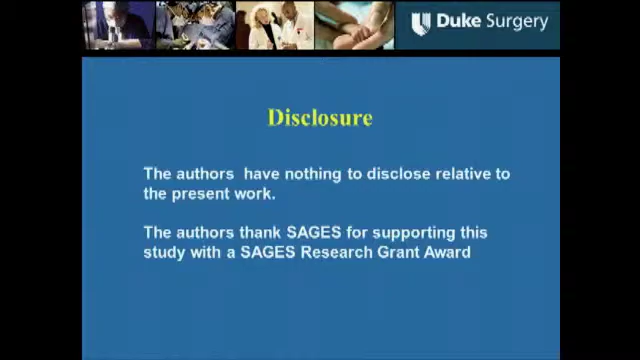 Duke Surgery
Disclosure
The authors have nothing to disclose relative to
the present work.
The authors thank SAGES for supporting this
study with a SAGES Research Grant Award